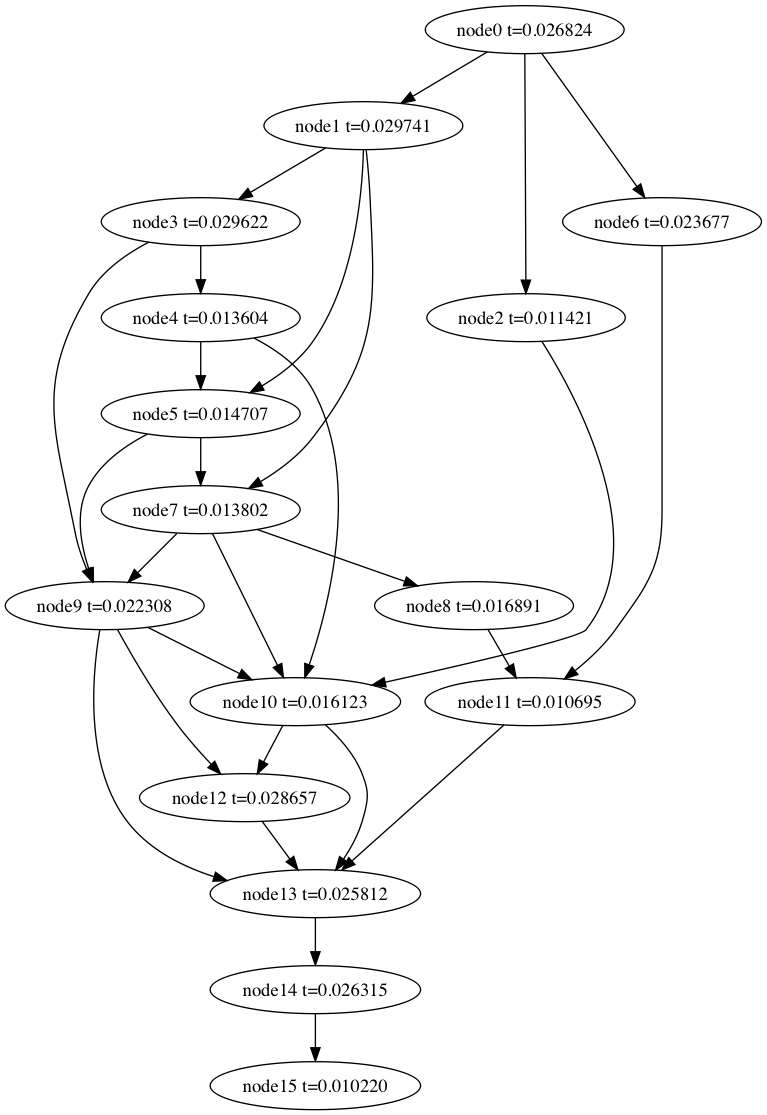 node0 t=0.026824
node1 t=0.029741
node3 t=0.029622
node6 t=0.023677
node4 t=0.013604
node2 t=0.011421
node5 t=0.014707
node7 t=0.013802
node9 t=0.022308
node8 t=0.016891
node10 t=0.016123
node11 t=0.010695
node12 t=0.028657
node13 t=0.025812
node14 t=0.026315
node15 t=0.010220